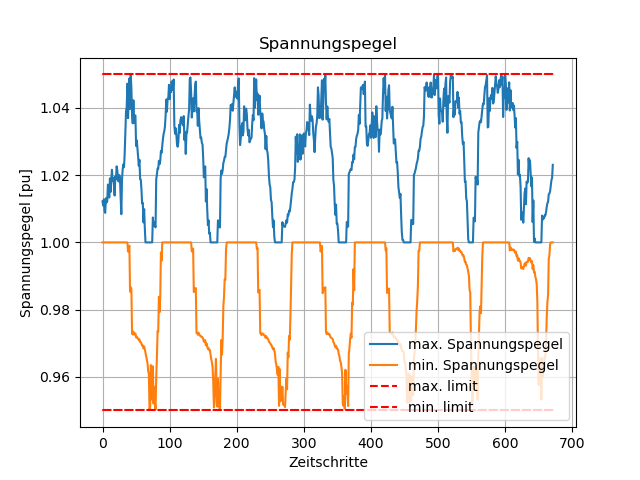 Spannungspegel
1.04
1.02
1.00
0.98
0.96
Spannungspegel [pu]
0
100
200
300
400
500
600
700
Zeitschritte
max. Spannungspegel
min. Spannungspegel
max. limit
min. limit